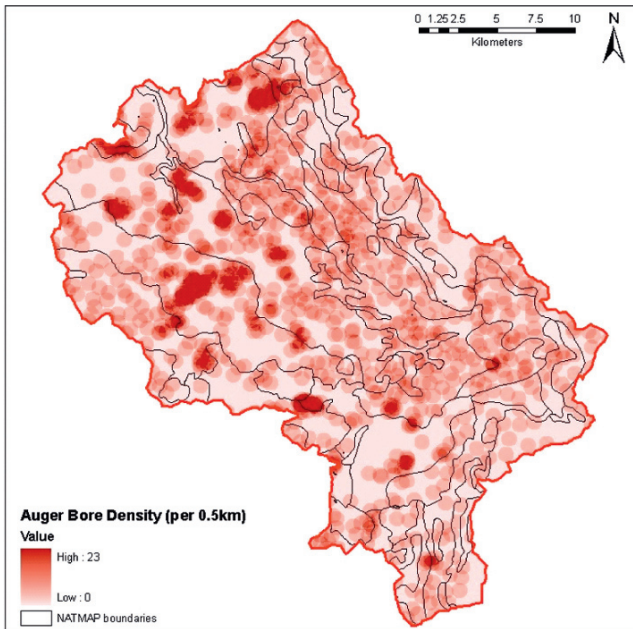 0 1.25 2.5 5 7.5 10
Kilometers
N
Auger Bore Density (per 0.5km)
Value
High : 23
Low : 0
NATMAP boundaries